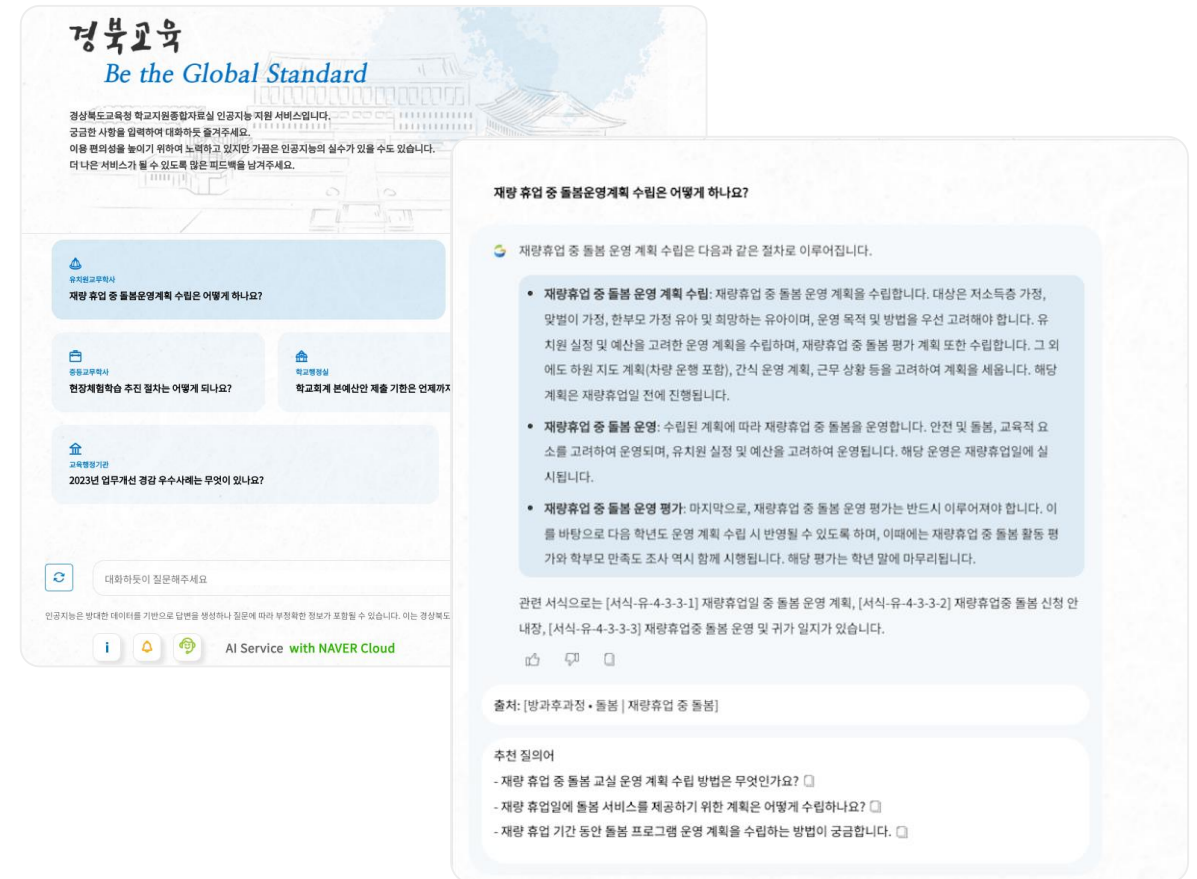 경북교육
Be the Global Standard
경상북도교육청 학교지원종합자료실 인공지능 지원 서비스입니다.
궁금한 사항을 입력하여 대화하듯 즐겨주세요.
이용 편의성을 높이기 위하여 노력하고 있지만 가끔은 인공지능의 실수가 있을 수도 있습니다.
더 나은 서비스가 될 수 있도록 많은 피드백을 남겨주세요.
유치원교무학사
재량 휴업 중 돌봄운영계획 수립은 어떻게 하나요?
중등교무학사
현장체험학습 추진 절차는 어떻게 되나요?
학교행정실
학교회계 본예산안 제출 기한은 언제까지
교육행정기관
2023년 업무개선 경감 우수사례는 무엇이 있나요?
대화하듯이 질문해주세요
인공지능은 방대한 데이터를 기반으로 답변을 생성하나 질문에 따라 부정확한 정보가 포함될 수 있습니다. 이는 경상북도
AI Service with NAVER Cloud
재량 휴업 중 돌봄운영계획 수립은 어떻게 하나요?
재량휴업 중 돌봄 운영 계획 수립은 다음과 같은 절차로 이루어집니다.
• 재량휴업 중 돌봄 운영 계획 수립: 재량휴업 중 돌봄 운영 계획을 수립합니다. 대상은 저소득층 가정,
맞벌이 가정, 한부모 가정 유아 및 희망하는 유아이며, 운영 목적 및 방법을 우선 고려해야 합니다. 유
치원 실정 및 예산을 고려한 운영 계획을 수립하며, 재량휴업 중 돌봄 평가 계획 또한 수립합니다. 그 외
에도 하원 지도 계획(차량 운행 포함), 간식 운영 계획, 근무 상황 등을 고려하여 계획을 세웁니다. 해당
계획은 재량휴업일 전에 진행됩니다.
• 재량휴업 중 돌봄 운영: 수립된 계획에 따라 재량휴업 중 돌봄을 운영합니다. 안전 및 돌봄, 교육적 요
소를 고려하여 운영되며, 유치원 실정 및 예산을 고려하여 운영됩니다. 해당 운영은 재량휴업일에 실
시됩니다.
• 재량휴업 중 돌봄 운영 평가: 마지막으로, 재량휴업 중 돌봄 운영 평가는 반드시 이루어져야 합니다. 이
를 바탕으로 다음 학년도 운영 계획 수립 시 반영될 수 있도록 하며, 이때에는 재량휴업 중 돌봄 활동 평
가와 학부모 만족도 조사 역시 함께 시행됩니다. 해당 평가는 학년 말에 마무리됩니다.
관련 서식으로는 [서식-유-4-3-3-1] 재량휴업일 중 돌봄 운영 계획, [서식-유-4-3-3-2] 재량휴업중 돌봄 신청 안
내장, [서식-유-4-3-3-3] 재량휴업중 돌봄 운영 및 귀가 일지가 있습니다.
출처: [방과후과정 • 돌봄 | 재량휴업 중 돌봄]
추천 질의어
- 재량 휴업 중 돌봄 교실 운영 계획 수립 방법은 무엇인가요?
- 재량 휴업일에 돌봄 서비스를 제공하기 위한 계획은 어떻게 수립하나요?
- 재량 휴업 기간 동안 돌봄 프로그램 운영 계획을 수립하는 방법이 궁금합니다.